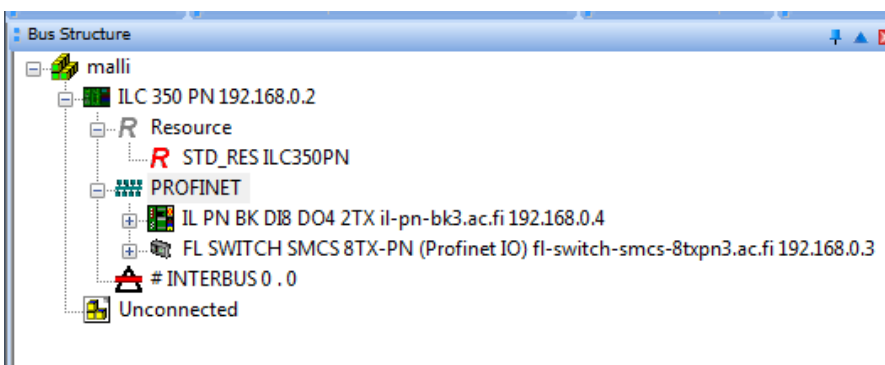 Bus Structure
malli
ILC 350 PN 192.168.0.2
R Resource
R STD_RES ILC350PN
PROFINET
IL PN BK DI8 DO4 2TX il-pn-bk3.ac.fi 192.168.0.4
FL SWITCH SMCS 8TX-PN (Profinet IO) fl-switch-smcs-8txpn3.ac.fi 192.168.0.3
# INTERBUS 0 . 0
Unconnected